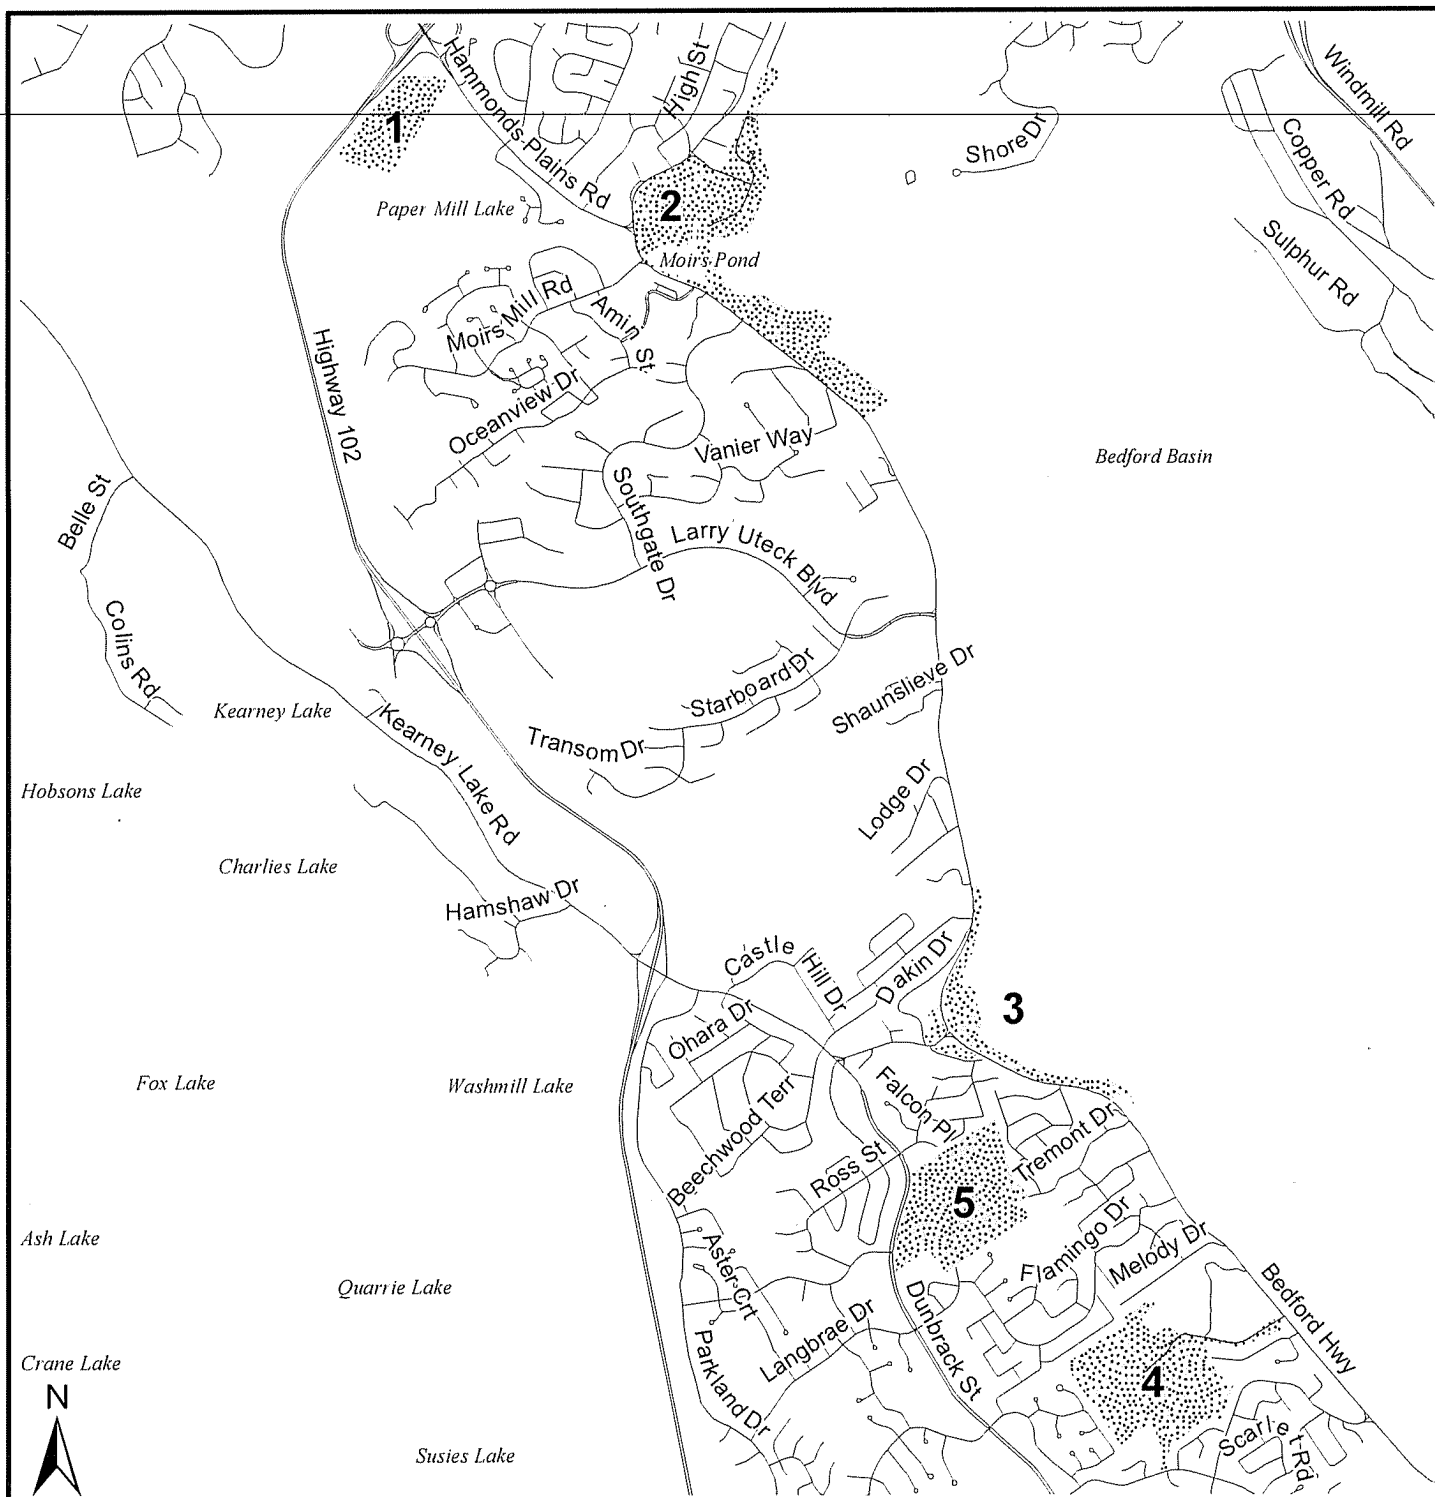 Hammonds Plains Rd
High St
Windmill Rd
1
Shore Dr
Copper Rd
Paper Mill Lake
2
Moirs Pond
Sulphur Rd
Moirs Mill Rd
Amin St
Highway 102
Oceanview Dr
Vanier Way
Bedford Basin
Belle St
Southgate Dr
Larry Uteck Blvd
Colins Rd
Starboard Dr
Shaunslieve Dr
Kearney Lake
Kearney Lake Rd
Transom Dr
Hobsons Lake
Lodge Dr
Charlies Lake
Hamshaw Dr
Castle Hill Dr
Dakin Dr
3
Ohara Dr
Fox Lake
Washmill Lake
Falcon Pl
Beechwood Terr
Tremont Dr
Ross St
5
Ash Lake
Aster Crt
Flamingo Dr
Melody Dr
Quarrie Lake
Dunbrack St
Bedford Hwy
Langbrae Dr
Crane Lake
Parkland Dr
4
N
Scarlet Rd
Susies Lake